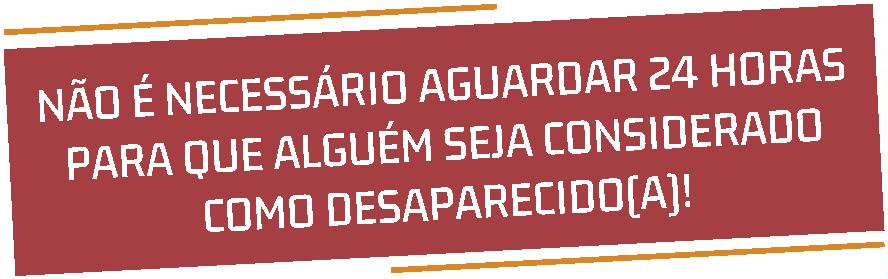 NÃO É NECESSÁRIO AGUARDAR 24 HORAS
PARA QUE ALGUÉM SEJA CONSIDERADO
COMO DESAPARECIDO(A)!